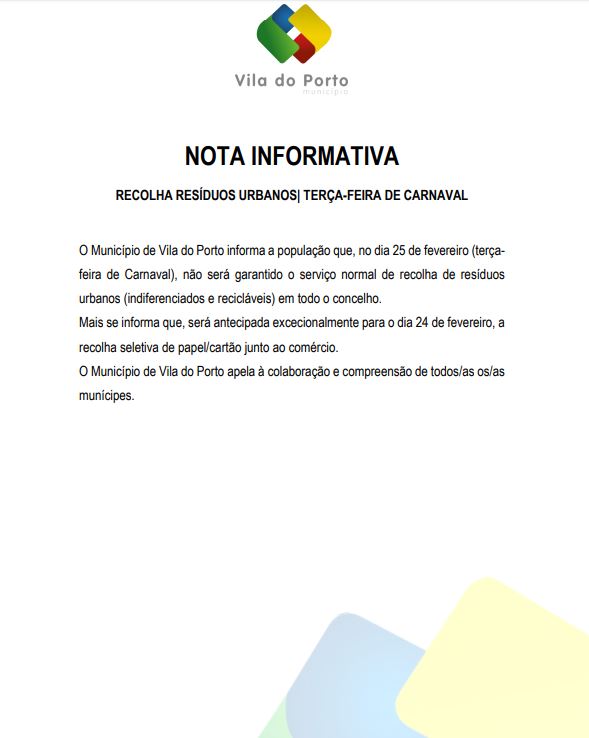 Vila do Porto
município
NOTA INFORMATIVA
RECOLHA RESÍDUOS URBANOS| TERÇA-FEIRA DE CARNAVAL
O Município de Vila do Porto informa a população que, no dia 25 de fevereiro (terça-
feira de Carnaval), não será garantido o serviço normal de recolha de resíduos
urbanos (indiferenciados e recicláveis) em todo o concelho.
Mais se informa que, será antecipada excecionalmente para o dia 24 de fevereiro, a
recolha seletiva de papel/cartão junto ao comércio.
O Município de Vila do Porto apela à colaboração e compreensão de todos/as os/as
munícipes.